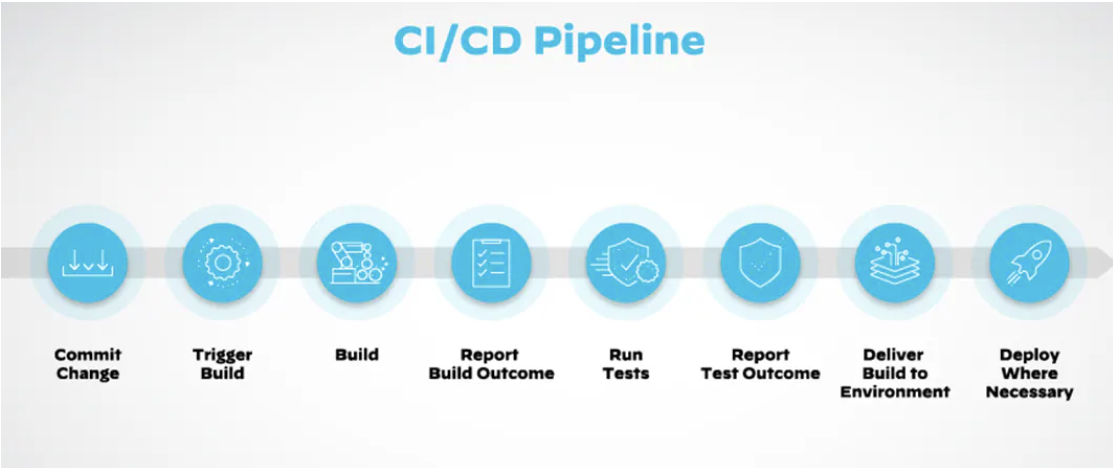 CI/CD Pipeline
Commit
Change
Trigger
Build
Build
Report
Build Outcome
Run
Tests
Report
Test Outcome
Deliver
Build to
Environment
Deploy
Where
Necessary